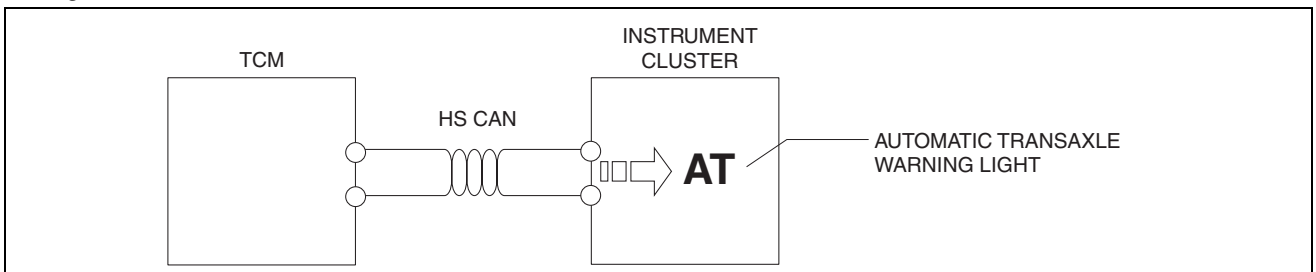 TCM
INSTRUMENT
CLUSTER
HS CAN
AT
AUTOMATIC TRANSAXLE
WARNING LIGHT